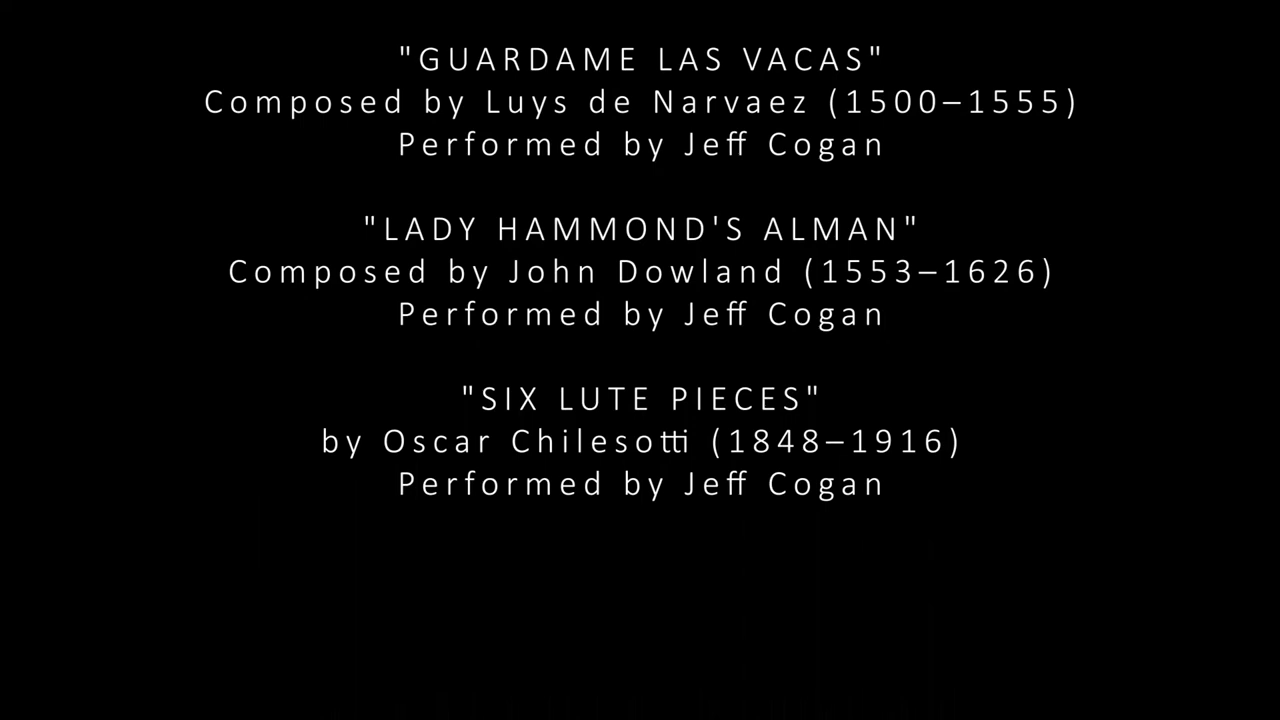 "GUARDAME LAS VACAS"
Composed by Luys de Narvaez (1500–1555)
Performed by Jeff Cogan
"LADY HAMMOND'S ALMAN"
Composed by John Dowland (1553–1626)
Performed by Jeff Cogan
"SIX LUTE PIECES"
by Oscar Chilesotti (1848–1916)
Performed by Jeff Cogan